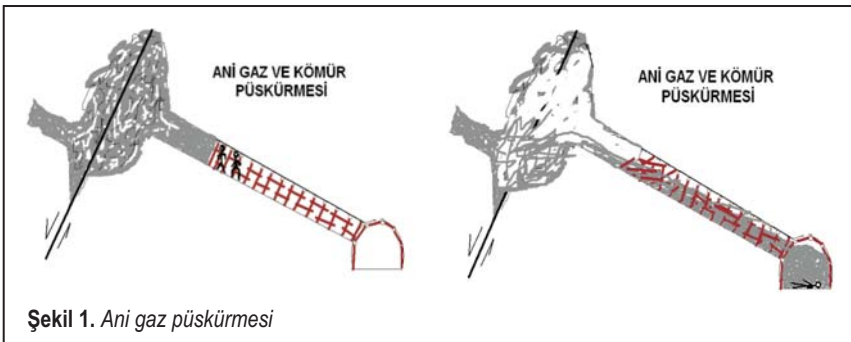 ANİ GAZ VE KÖMÜR
PÜSKÜRMESİ
ANİ GAZ VE KÖMÜR
PÜSKÜRMESİ
Şekil 1. Ani gaz püskürmesi